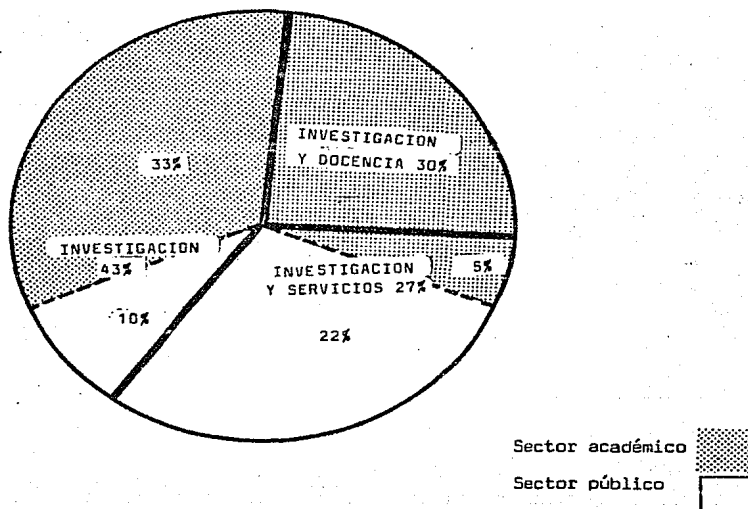 INVESTIGACION
Y DOCENCIA 30%
33%
INVESTIGACION
43%
INVESTIGACION
Y SERVICIOS 27%
5%
10%
22%
Sector académico
Sector público